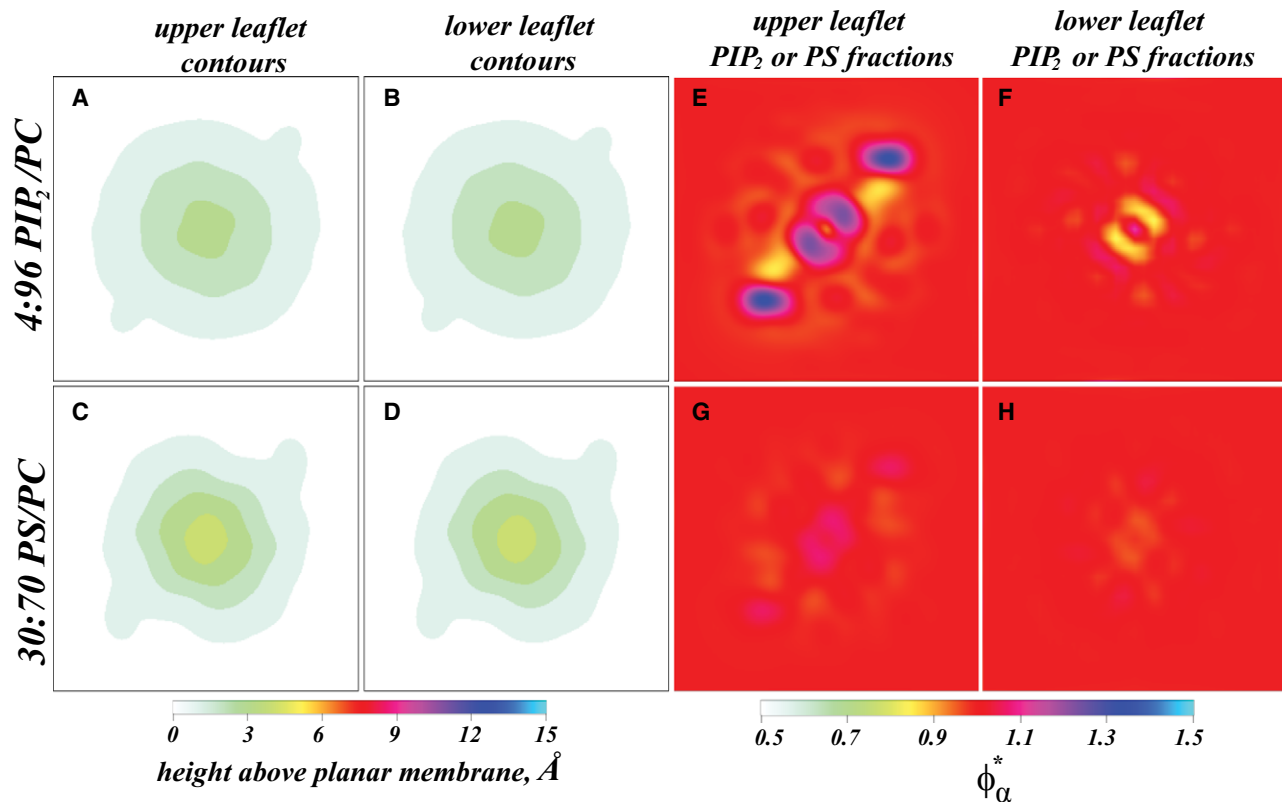 upper leaflet
contours
lower leaflet
contours
upper leaflet
PIP₂ or PS fractions
lower leaflet
PIP₂ or PS fractions
4:96 PIP₂/PC
A
B
E
F
30:70 PS/PC
C
D
G
H
0 3 6 9 12 15
height above planar membrane, Å
0.5 0.7 0.9 1.1 1.3 1.5
ϕ*α